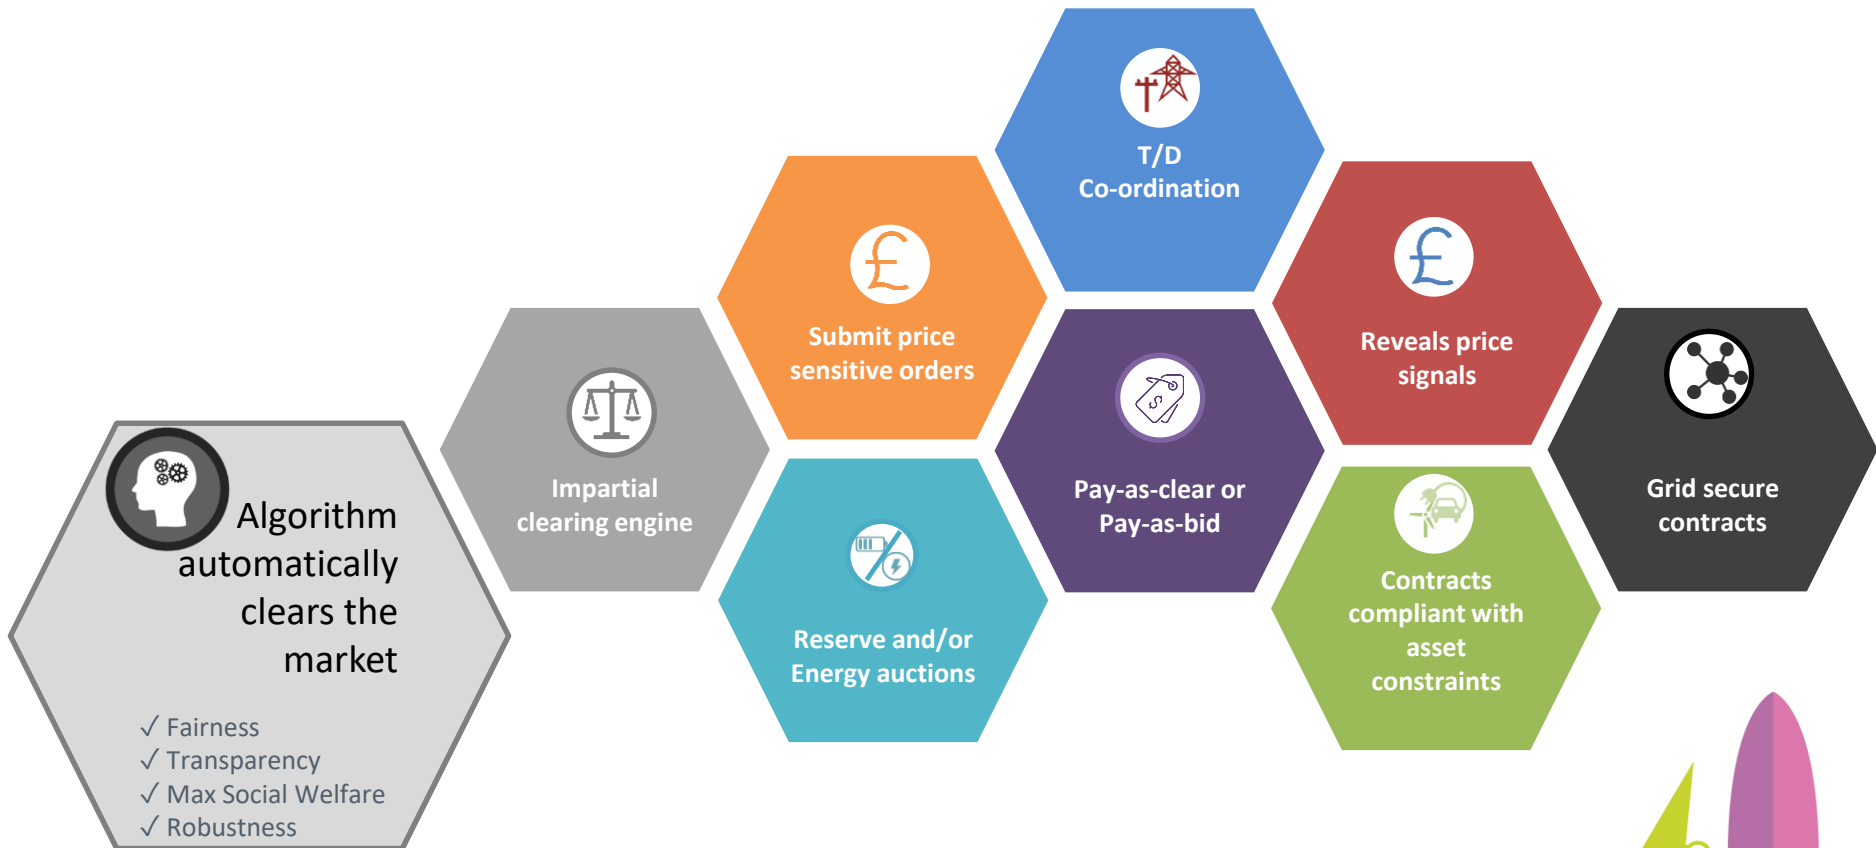 T/D
Co-ordination
Submit price
sensitive orders
Reveals price
signals
Impartial
clearing engine
Pay-as-clear or
Pay-as-bid
Grid secure
contracts
Algorithm
automatically
clears the
market
✓ Fairness
✓ Transparency
✓ Max Social Welfare
✓ Robustness
Reserve and/or
Energy auctions
Contracts
compliant with
asset
constraints